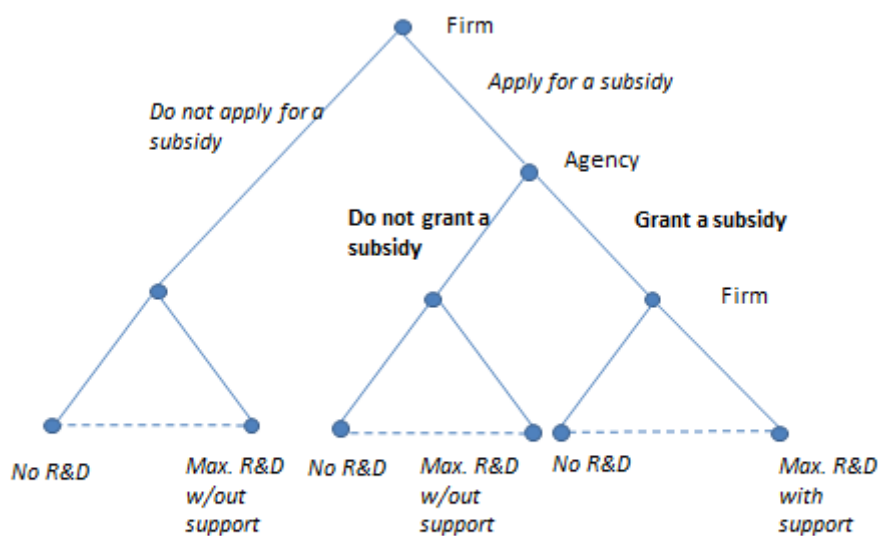 Firm
Apply for a subsidy
Do not apply for a
subsidy
Agency
Do not grant a
subsidy
Grant a subsidy
Firm
No R&D
Max. R&D
w/out
support
No R&D
Max. R&D
w/out
support
No R&D
Max. R&D
with
support